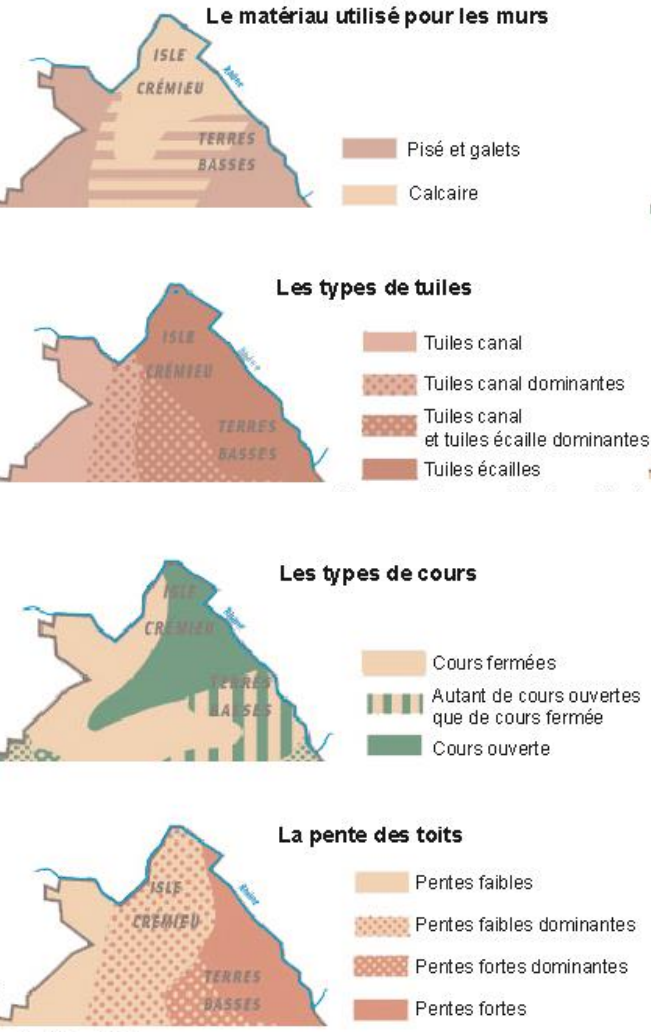 Le matériau utilisé pour les murs
ISLE
CRÉMIEU
Rhône
TERRES
BASSES
Pisé et galets
Calcaire
Les types de tuiles
ISLE
CRÉMIEU
Rhône
TERRES
BASSES
Tuiles canal
Tuiles canal dominantes
Tuiles canal
et tuiles écaille dominantes
Tuiles écailles
Les types de cours
ISLE
CRÉMIEU
Rhône
TERRES
BASSES
Cours fermées
Autant de cours ouvertes
que de cours fermée
Cours ouverte
La pente des toits
ISLE
CRÉMIEU
Rhône
TERRES
BASSES
Pentes faibles
Pentes faibles dominantes
Pentes fortes dominantes
Pentes fortes